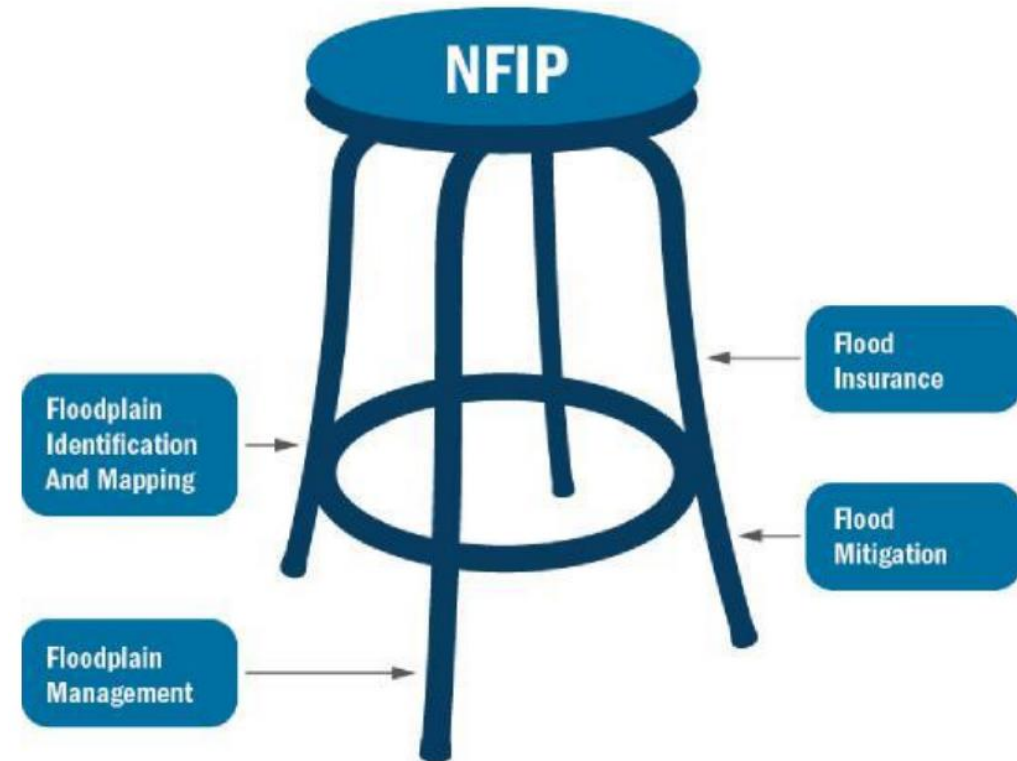 NFIP
Flood
Insurance
Floodplain
Identification
And Mapping
Flood
Mitigation
Floodplain
Management